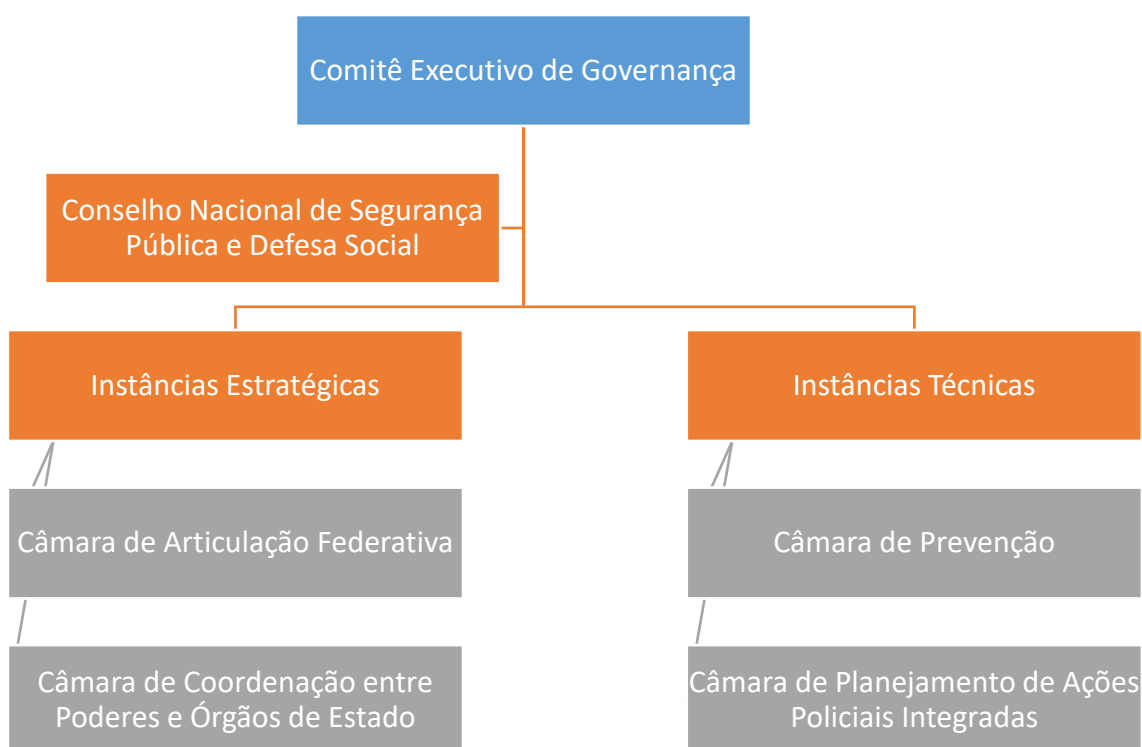 Comitê Executivo de Governança
Conselho Nacional de Segurança
Pública e Defesa Social
Instâncias Estratégicas
Instâncias Técnicas
Câmara de Articulação Federativa
Câmara de Prevenção
Câmara de Coordenação entre
Poderes e Órgãos de Estado
Câmara de Planejamento de Ações
Policiais Integradas